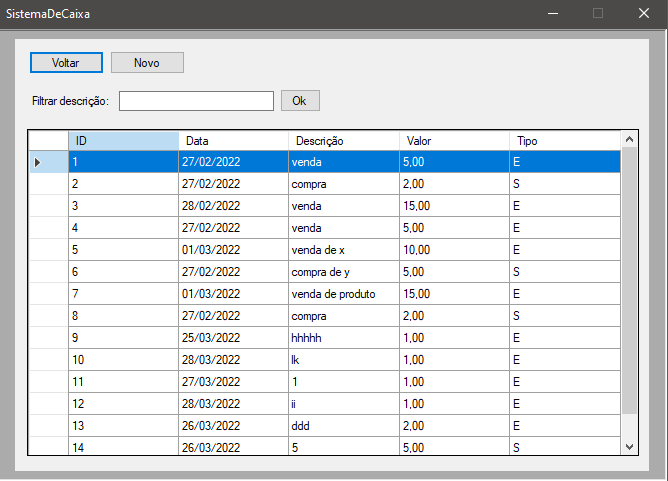 SistemaDeCaixa
Voltar Novo
Filtrar descrição: Ok
ID Data Descrição Valor Tipo
1 27/02/2022 venda 5,00 E
2 27/02/2022 compra 2,00 S
3 28/02/2022 venda 15,00 E
4 27/02/2022 venda 5,00 E
5 01/03/2022 venda de x 10,00 E
6 27/02/2022 compra de y 5,00 S
7 01/03/2022 venda de produto 15,00 E
8 27/02/2022 compra 2,00 S
9 25/03/2022 hhhhh 1,00 E
10 28/03/2022 lk 1,00 E
11 27/03/2022 1 1,00 E
12 28/03/2022 ii 1,00 E
13 26/03/2022 ddd 2,00 E
14 26/03/2022 5 5,00 S